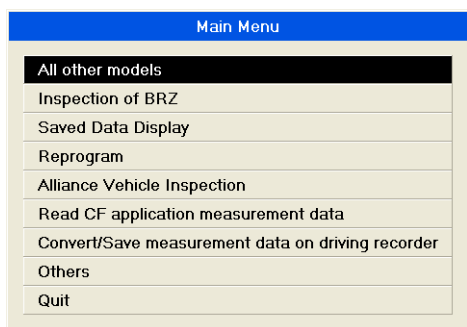 Main Menu
All other models
Inspection of BRZ
Saved Data Display
Reprogram
Alliance Vehicle Inspection
Read CF application measurement data
Convert/Save measurement data on driving recorder
Others
Quit